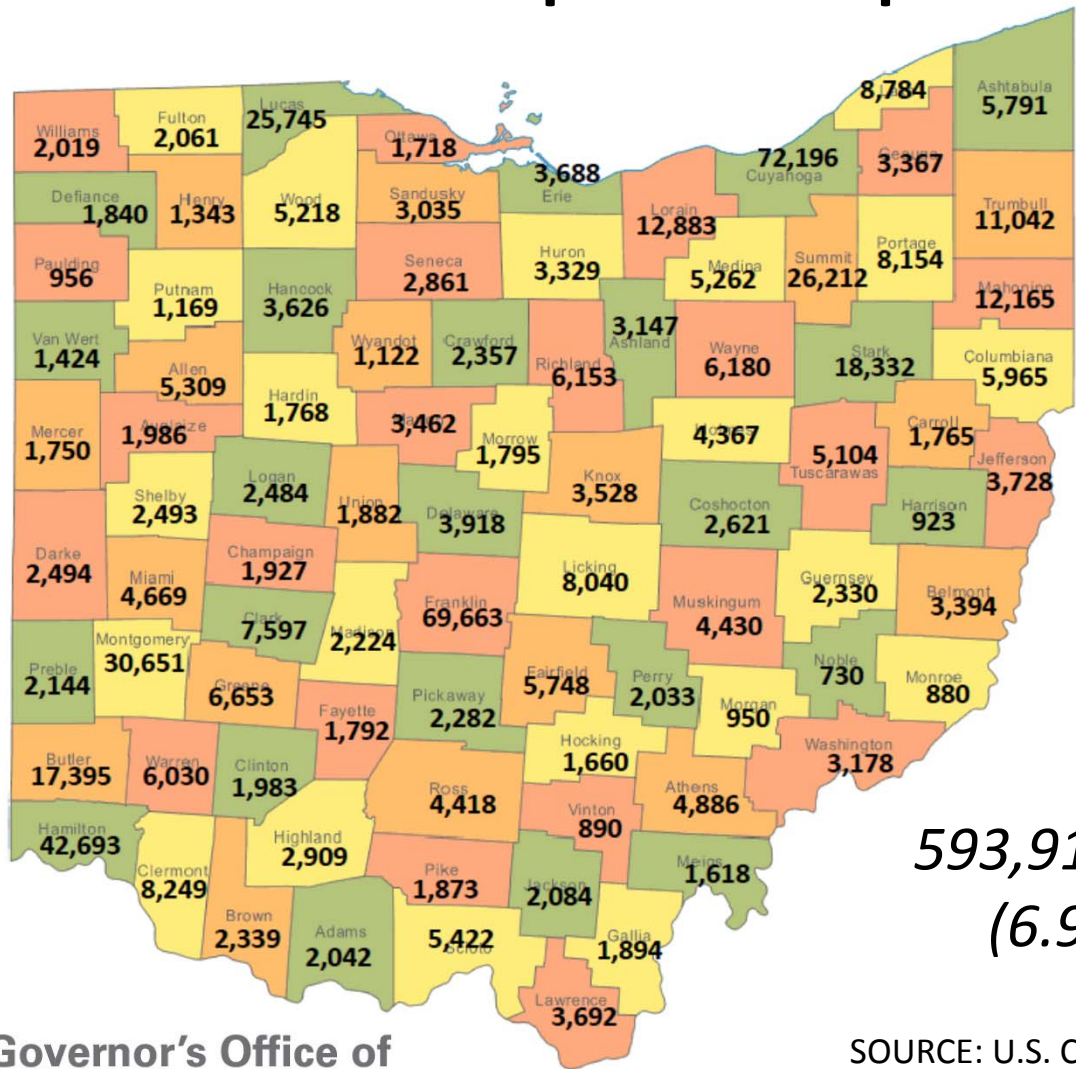 8,784
Ashtabula
5,791
Lucas
25,745
Fulton
2,061
Williams
2,019
Ottawa
1,718
72,196
Cuyahoga
Geauga
3,367
3,688
Erie
Defiance
1,840
Henry
1,343
Wood
5,218
Sandusky
3,035
Lorain
12,883
Trumbull
11,042
Paulding
956
Putnam
1,169
Hancock
3,626
Seneca
2,861
Huron
3,329
Medina
5,262
Summit
26,212
Portage
8,154
Mahoning
12,165
Van Wert
1,424
Allen
5,309
Wyandot
1,122
Crawford
2,357
Richland
6,153
3,147
Ashland
Wayne
6,180
Stark
18,332
Columbiana
5,965
Mercer
1,750
Auglaize
1,986
Hardin
1,768
3,462
Morrow
1,795
4,367
5,104
Tuscarawas
Carroll
1,765
Jefferson
3,728
Shelby
2,493
Logan
2,484
Union
1,882
Delaware
3,918
Knox
3,528
Coshocton
2,621
Harrison
923
Darke
2,494
Miami
4,669
Champaign
1,927
Clark
7,597
Madison
2,224
Franklin
69,663
Licking
8,040
Muskingum
4,430
Guernsey
2,330
Belmont
3,394
Preble
2,144
Montgomery
30,651
Greene
6,653
Fayette
1,792
Pickaway
2,282
Fairfield
5,748
Perry
2,033
Morgan
950
Noble
730
Monroe
880
Butler
17,395
Warren
6,030
Clinton
1,983
Ross
4,418
Hocking
1,660
Vinton
890
Athens
4,886
Washington
3,178
Hamilton
42,693
Clermont
8,249
Brown
2,339
Highland
2,909
Adams
2,042
Pike
1,873
5,422
Scioto
Jackson
2,084
Gallia
1,894
Meigs
1,618
Lawrence
3,692
593,91
(6.9
Governor's Office of
SOURCE: U.S.